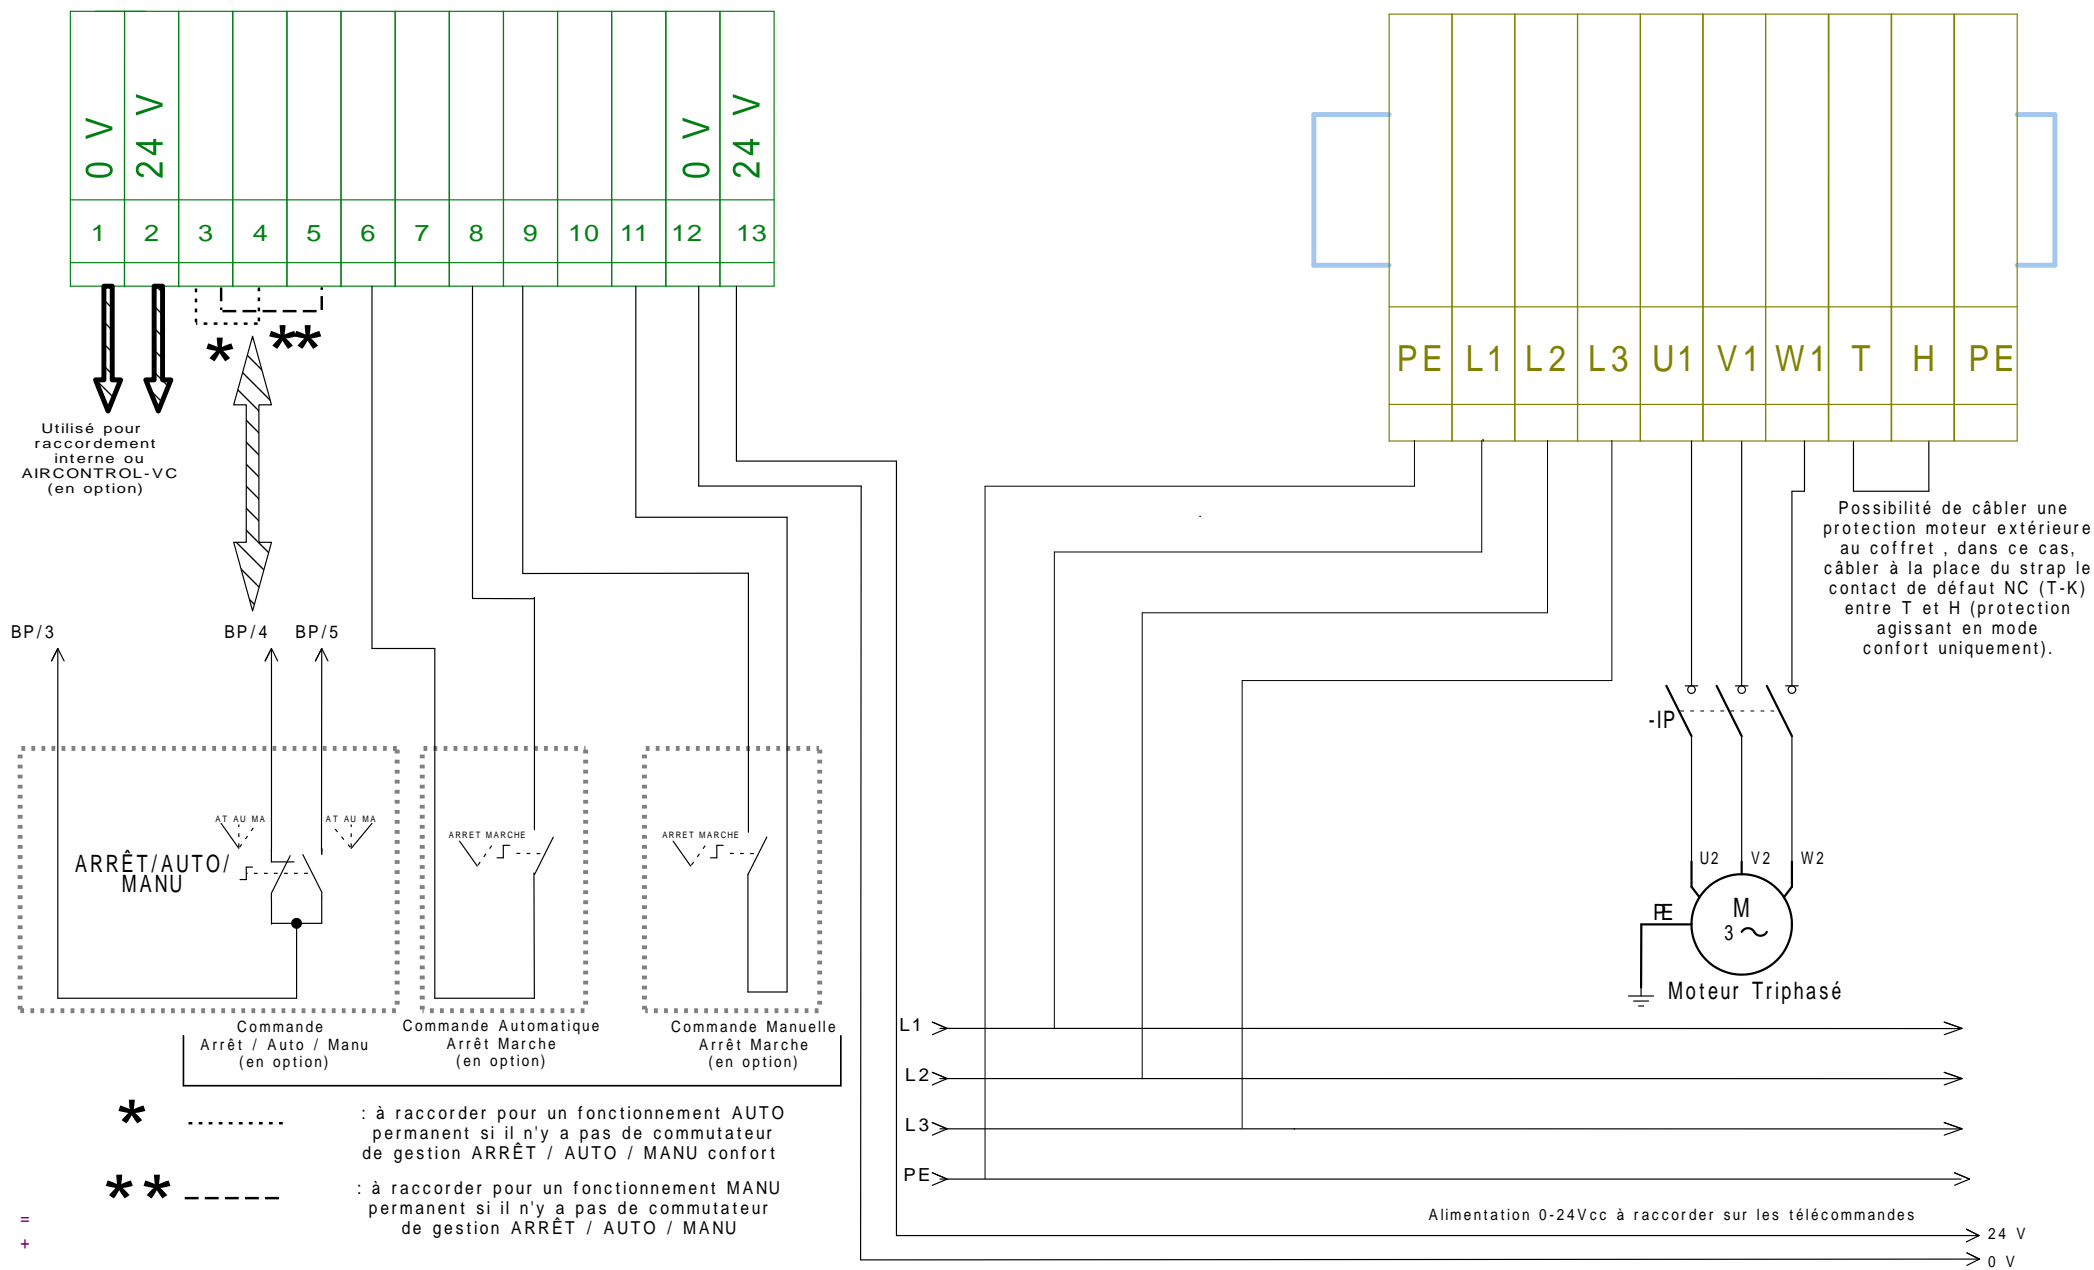 0 V
24 V
0 V
24 V
1 2 3 4 5 6 7 8 9 10 11 12 13
* **
Utilisé pour
raccordement
interne ou
AIRCONTROL-VC
(en option)
PE L1 L2 L3 U1 V1 W1 T H PE
Possibilité de câbler une
protection moteur extérieure
au coffret , dans ce cas,
câbler à la place du strap le
contact de défaut NC (T-K)
entre T et H (protection
agissant en mode
confort uniquement).
BP/3
BP/4
BP/5
-IP
AT AU MA
AT AU MA
ARRÊT/AUTO/
MANU
ARRET MARCHE
ARRET MARCHE
U2 V2 W2
PE
M
3 ~
Moteur Triphasé
Commande
Arrêt / Auto / Manu
(en option)
Commande Automatique
Arrêt Marche
(en option)
Commande Manuelle
Arrêt Marche
(en option)
L1
L2
L3
PE
* : à raccorder pour un fonctionnement AUTO
permanent si il n'y a pas de commutateur
de gestion ARRÊT / AUTO / MANU confort
** : à raccorder pour un fonctionnement MANU
permanent si il n'y a pas de commutateur
de gestion ARRÊT / AUTO / MANU
=
+
Alimentation 0-24Vcc à raccorder sur les télécommandes
24 V
0 V